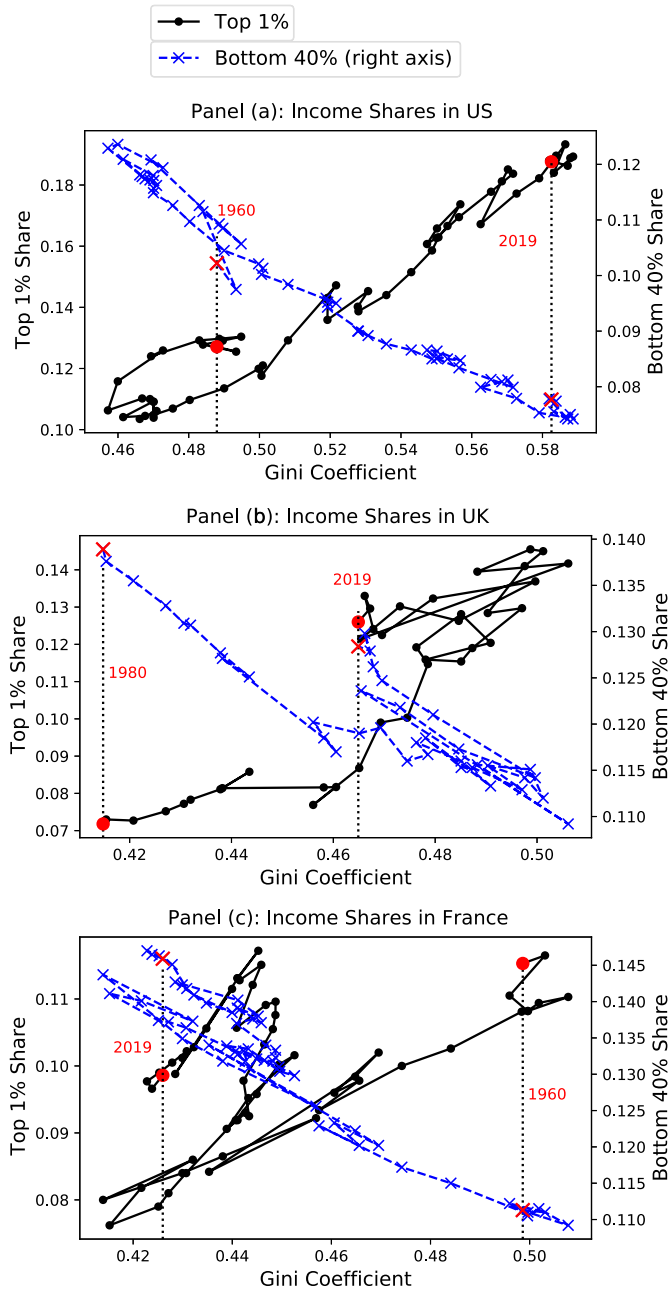 Top 1%
Bottom 40% (right axis)
Panel (a): Income Shares in US
Top 1% Share
0.18
0.16
0.14
0.12
0.10
1960
2019
0.12
0.11
0.10
0.09
0.08
Bottom 40% Share
0.46 0.48 0.50 0.52 0.54 0.56 0.58
Gini Coefficient
Panel (b): Income Shares in UK
Top 1% Share
0.14
0.13
0.12
0.11
0.10
0.09
0.08
0.07
2019
1980
0.140
0.135
0.130
0.125
0.120
0.115
0.110
Bottom 40% Share
0.42 0.44 0.46 0.48 0.50
Gini Coefficient
Panel (c): Income Shares in France
Top 1% Share
0.11
0.10
0.09
0.08
2019
1960
0.145
0.140
0.135
0.130
0.125
0.120
0.115
0.110
Bottom 40% Share
0.42 0.44 0.46 0.48 0.50
Gini Coefficient